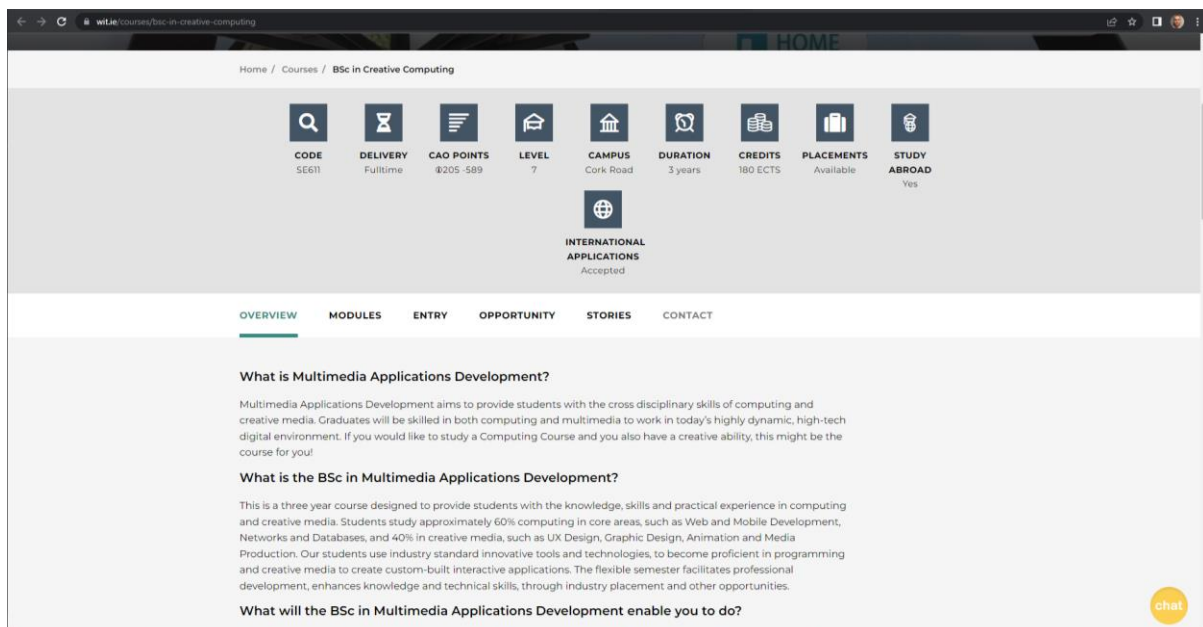 wit.ie/courses/bsc-in-creative-computing
HOME
Home / Courses / BSc in Creative Computing
CODE
SE611
DELIVERY
Fulltime
CAO POINTS
①205 -589
LEVEL
7
CAMPUS
Cork Road
DURATION
3 years
CREDITS
180 ECTS
PLACEMENTS
Available
STUDY
ABROAD
Yes
INTERNATIONAL
APPLICATIONS
Accepted
OVERVIEW MODULES ENTRY OPPORTUNITY STORIES CONTACT
What is Multimedia Applications Development?
Multimedia Applications Development aims to provide students with the cross disciplinary skills of computing and
creative media. Graduates will be skilled in both computing and multimedia to work in today's highly dynamic, high-tech
digital environment. If you would like to study a Computing Course and you also have a creative ability, this might be the
course for you!
What is the BSc in Multimedia Applications Development?
This is a three year course designed to provide students with the knowledge, skills and practical experience in computing
and creative media. Students study approximately 60% computing in core areas, such as Web and Mobile Development,
Networks and Databases, and 40% in creative media, such as UX Design, Graphic Design, Animation and Media
Production. Our students use industry standard innovative tools and technologies, to become proficient in programming
and creative media to create custom-built interactive applications. The flexible semester facilitates professional
development, enhances knowledge and technical skills, through industry placement and other opportunities.
What will the BSc in Multimedia Applications Development enable you to do?
chat